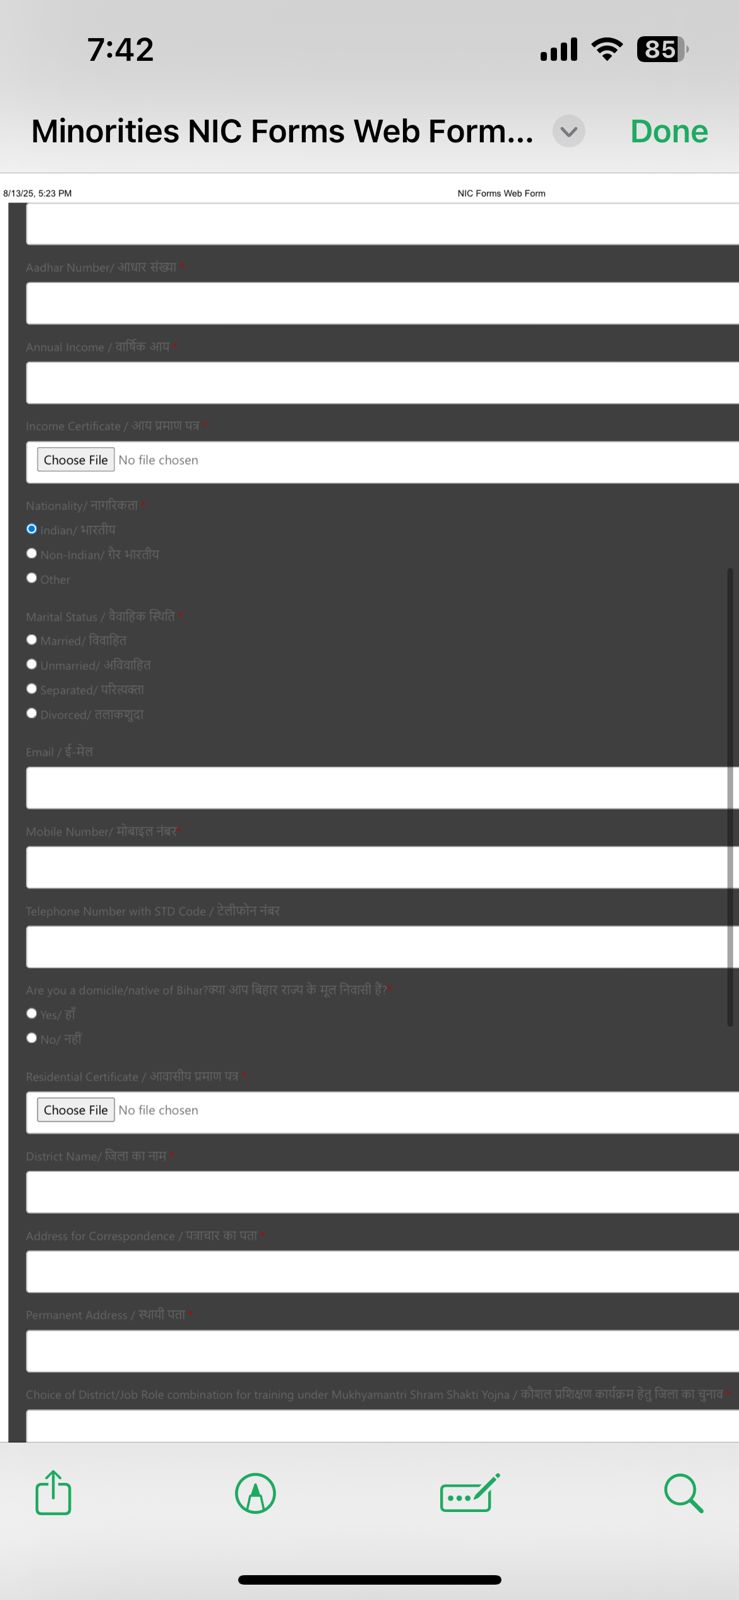 7:42
85
Minorities NIC Forms Web Form...
Done
8/13/25, 5:23 PM
NIC Forms Web Form
Aadhar Number/ आधार संख्या *
Annual Income / वार्षिक आय *
Income Certificate / आय प्रमाण पत्र *
Choose File No file chosen
Nationality/ नागरिकता *
Indian/ भारतीय
Non-Indian/ ग़ैर भारतीय
Other
Marital Status / वैवाहिक स्थिति *
Married/ विवाहित
Unmarried/ अविवाहित
Separated/ परित्यक्ता
Divorced/ तलाकशुदा
Email / ई-मेल
Mobile Number/ मोबाइल नंबर*
Telephone Number with STD Code / टेलीफोन नंबर
Are you a domicile/native of Bihar?क्या आप बिहार राज्य के मूल निवासी हैं?*
Yes/ हाँ
No/ नहीं
Residential Certificate / आवासीय प्रमाण पत्र *
Choose File No file chosen
District Name/ जिला का नाम *
Address for Correspondence / पत्राचार का पता *
Permanent Address / स्थायी पता *
Choice of District/Job Role combination for training under Mukhyamantri Shram Shakti Yojna / कौशल प्रशिक्षण कार्यक्रम हेतु जिला का चुनाव *